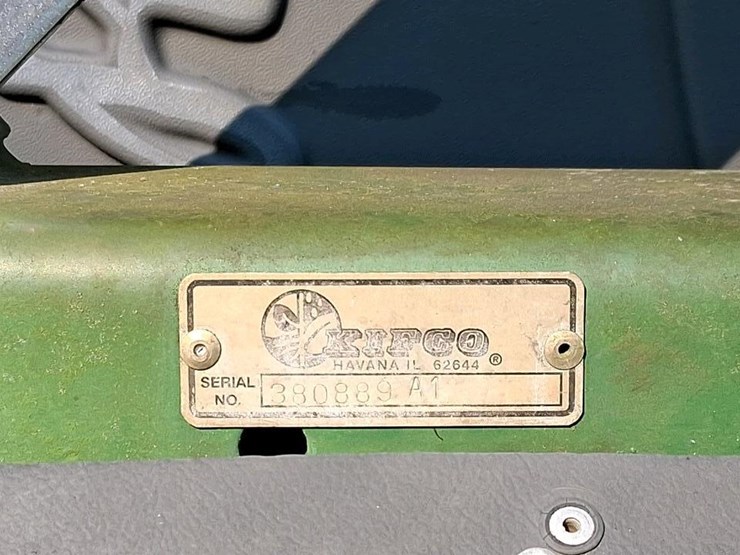 KIFCO ®
HAVANA IL 62644
SERIAL NO. 380889 A1